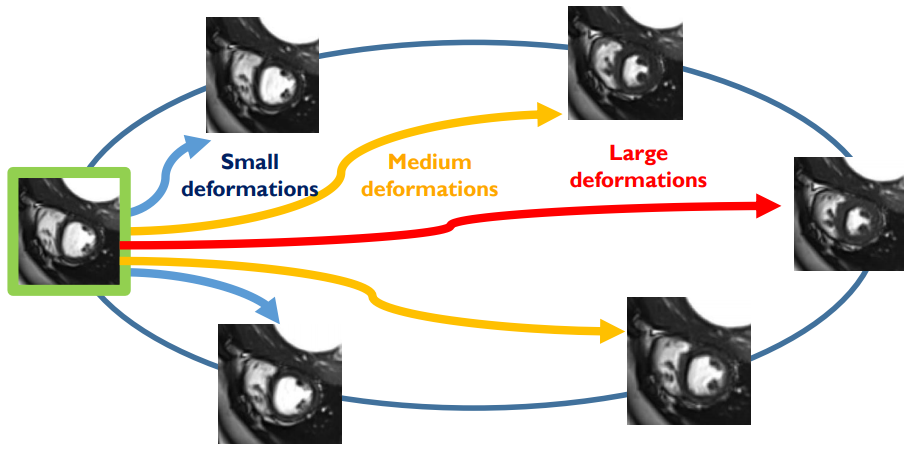 Small
deformations
Medium
deformations
Large
deformations